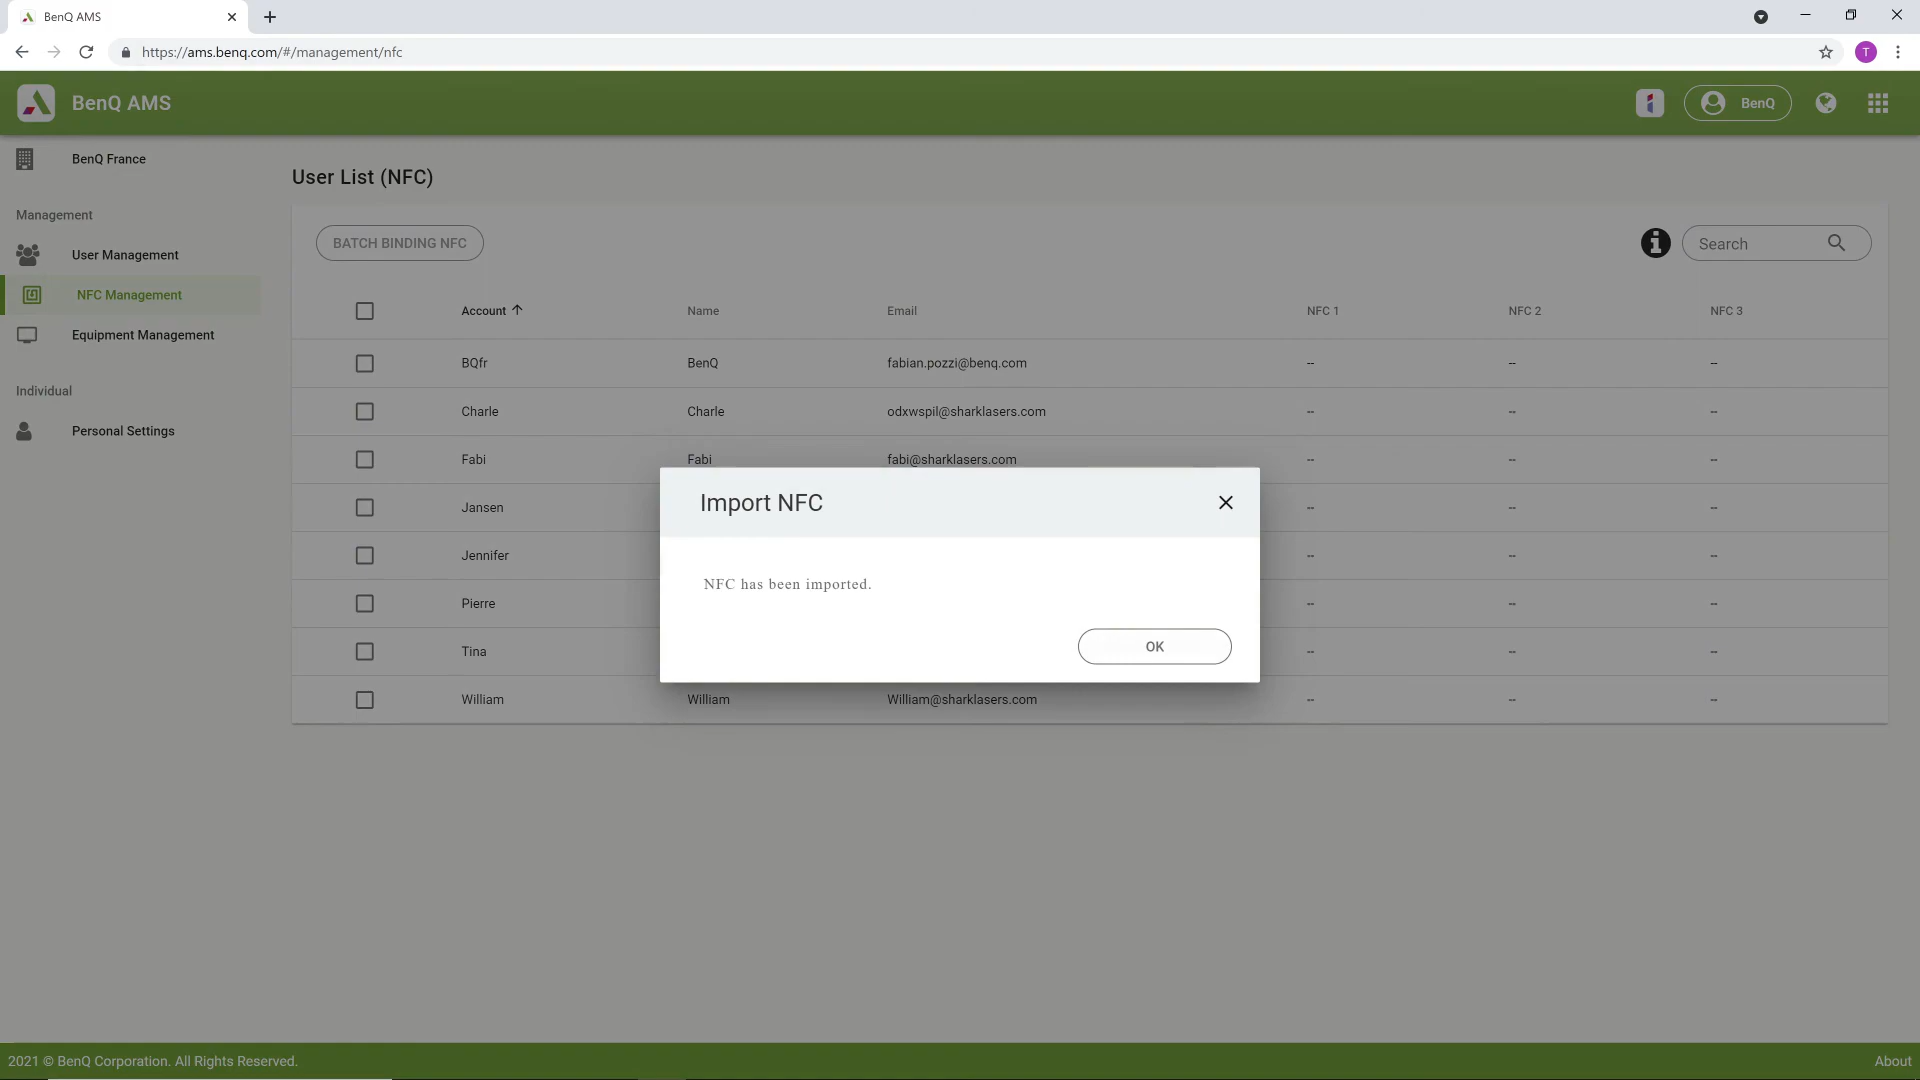 BenQ AMS
https://ams.benq.com/#/management/nfc
T
BenQ AMS
BenQ
BenQ France
Management
User Management
NFC Management
Equipment Management
Individual
Personal Settings
User List (NFC)
BATCH BINDING NFC
Search
Account Name Email NFC 1 NFC 2 NFC 3
BQfr BenQ fabian.pozzi@benq.com -- -- --
Charle Charle odxwspil@sharklasers.com -- -- --
Fabi Fabi fabi@sharklasers.com -- -- --
Jansen -- -- --
Jennifer -- -- --
Pierre -- -- --
Tina -- -- --
William William William@sharklasers.com -- -- --
Import NFC
NFC has been imported.
OK
2021 © BenQ Corporation. All Rights Reserved.
About